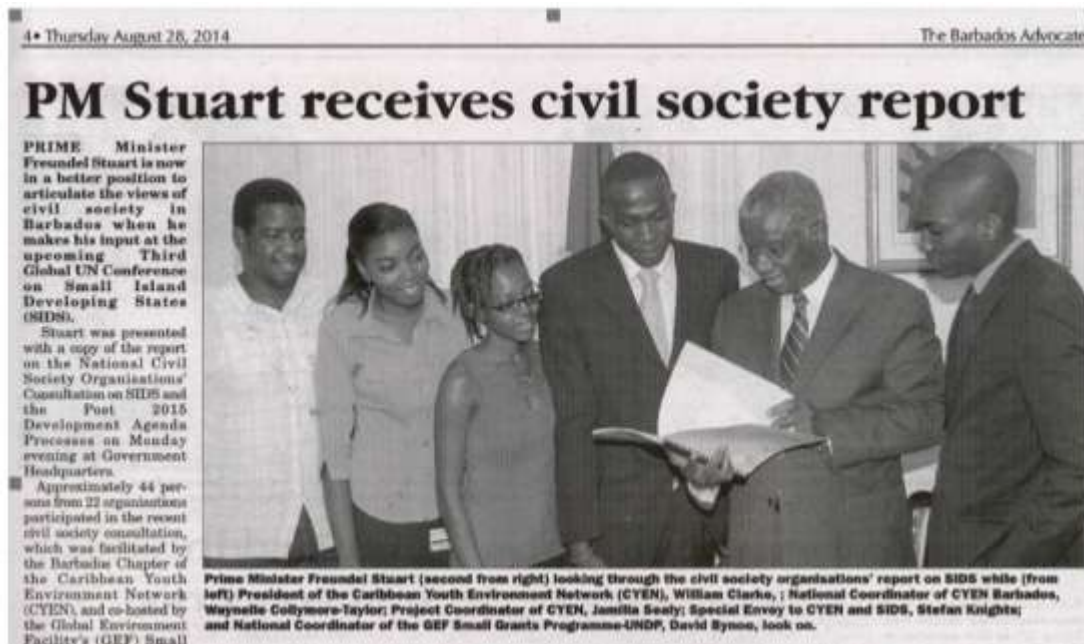 4• Thursday August 28, 2014
The Barbados Advocate
PM Stuart receives civil society report
PRIME Minister
Freundel Stuart is now
in a better position to
articulate the views of
civil society in
Barbados when he
makes his input at the
upcoming Third
Global UN Conference
on Small Island
Developing States
(SIDS).
Stuart was presented
with a copy of the report
on the National Civil
Society Organisations'
Consultation on SIDS and
the Post 2015
Development Agenda
Processes on Monday
evening at Government
Headquarters.
Approximately 44 per-
sons from 22 organisations
participated in the recent
civil society consultation,
which was facilitated by
the Barbados Chapter of
the Caribbean Youth
Environment Network
(CYEN), and co-hosted by
the Global Environment
Facility's (GEF) Small
Prime Minister Freundel Stuart (second from right) looking through the civil society organisations' report on SIDS while (from
left) President of the Caribbean Youth Environment Network (CYEN), William Clarke, ; National Coordinator of CYEN Barbados,
Waynelle Collymore-Taylor; Project Coordinator of CYEN, Jamilla Sealy; Special Envoy to CYEN and SIDS, Stefan Knights;
and National Coordinator of the GEF Small Grants Programme-UNDP, David Bynoe, look on.